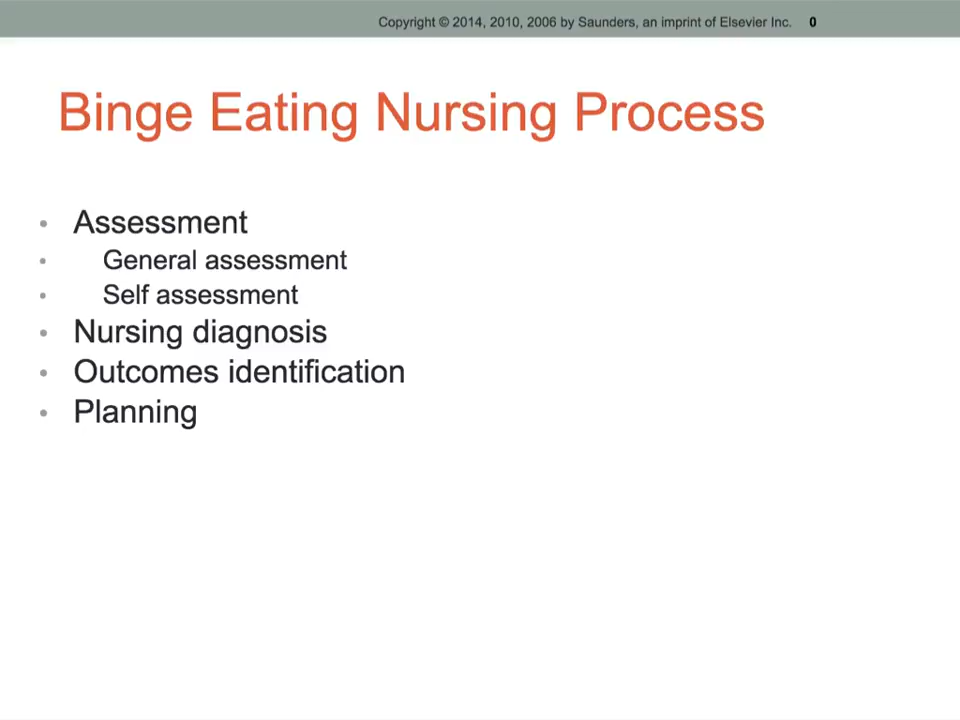 Copyright © 2014, 2010, 2006 by Saunders, an imprint of Elsevier Inc. 0
Binge Eating Nursing Process
• Assessment
• General assessment
• Self assessment
• Nursing diagnosis
• Outcomes identification
• Planning